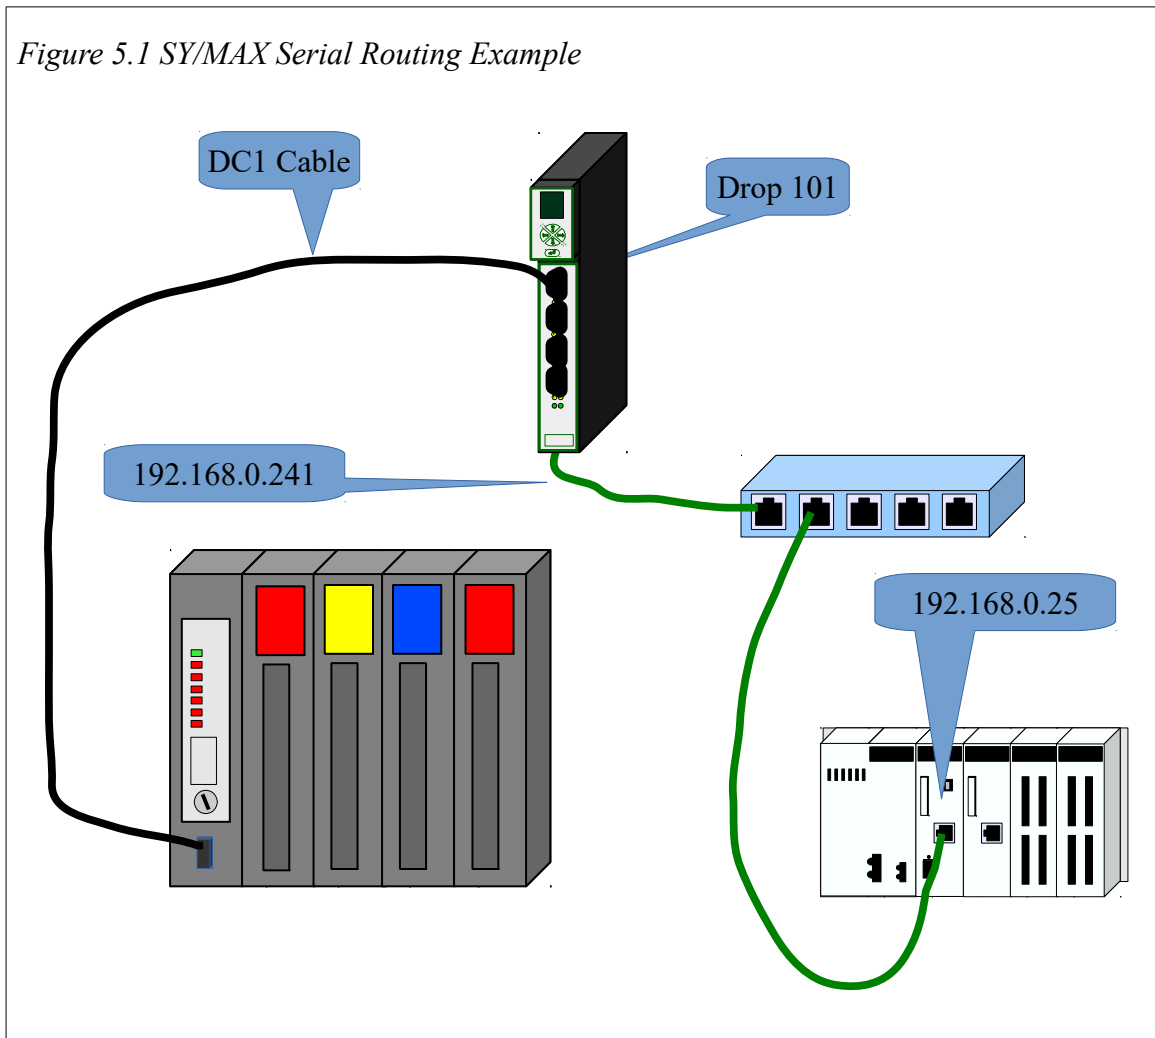 Figure 5.1 SY/MAX Serial Routing Example
DC1 Cable
Drop 101
192.168.0.241
192.168.0.25